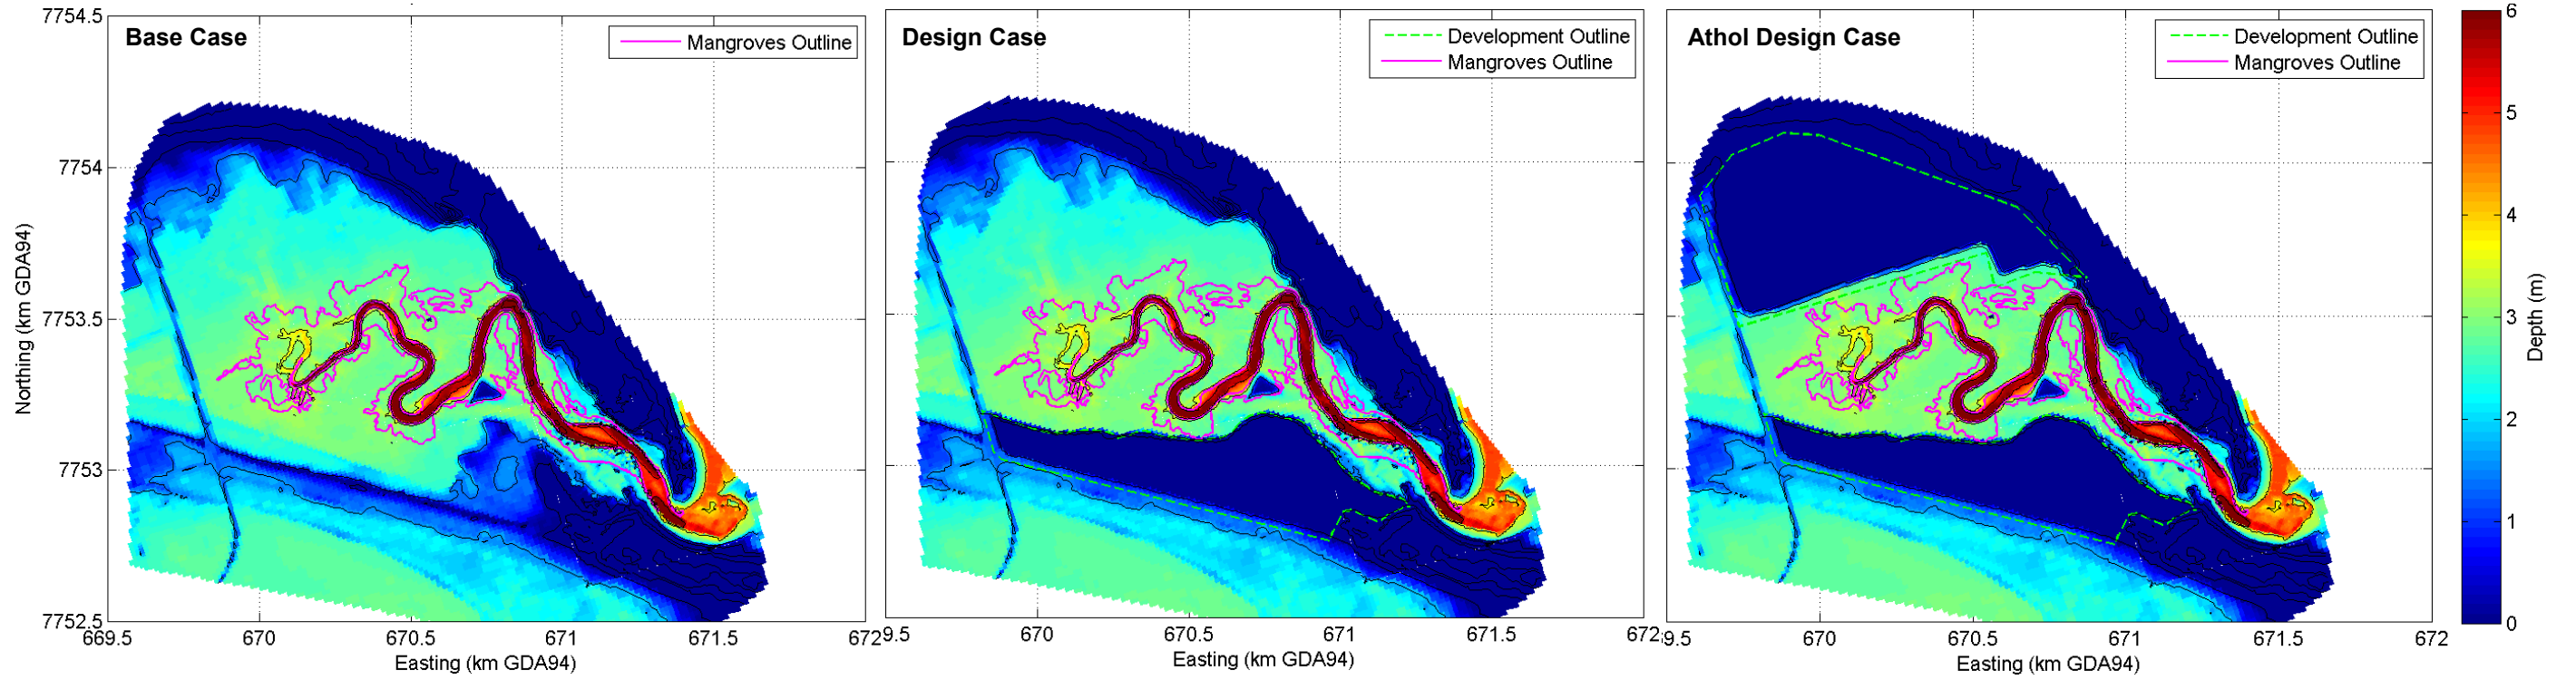 Base Case
Mangroves Outline
Design Case
Development Outline
Mangroves Outline
Athol Design Case
Development Outline
Mangroves Outline
7754.5
7754
7753.5
7753
7752.5
Northing (km GDA94)
669.5
670
670.5
671
671.5
672
Easting (km GDA94)
9.5
670
670.5
671
671.5
672
Easting (km GDA94)
9.5
670
670.5
671
671.5
672
Easting (km GDA94)
6
5
4
3
2
1
0
Depth (m)